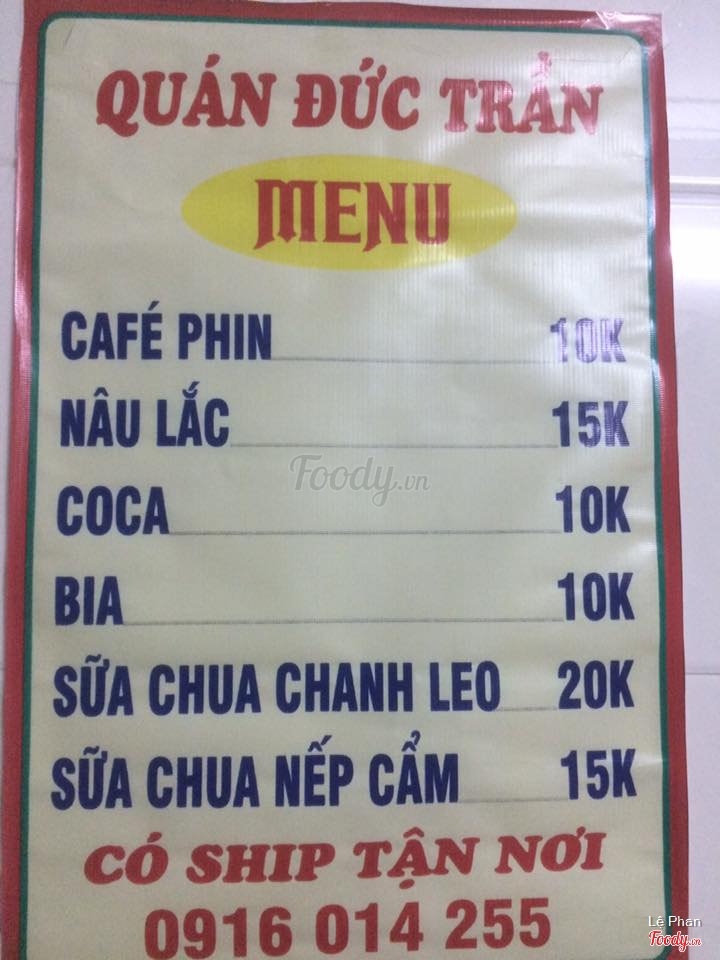 QUÁN ĐỨC TRẦN
MENU
CAFÉ PHIN 10K
NÂU LẮC 15K
Foody.vn
COCA 10K
BIA 10K
SỮA CHUA CHANH LEO 20K
SỮA CHUA NẾP CẨM 15K
CÓ SHIP TẬN NƠI
0916 014 255
Lê Phan
Foody.vn